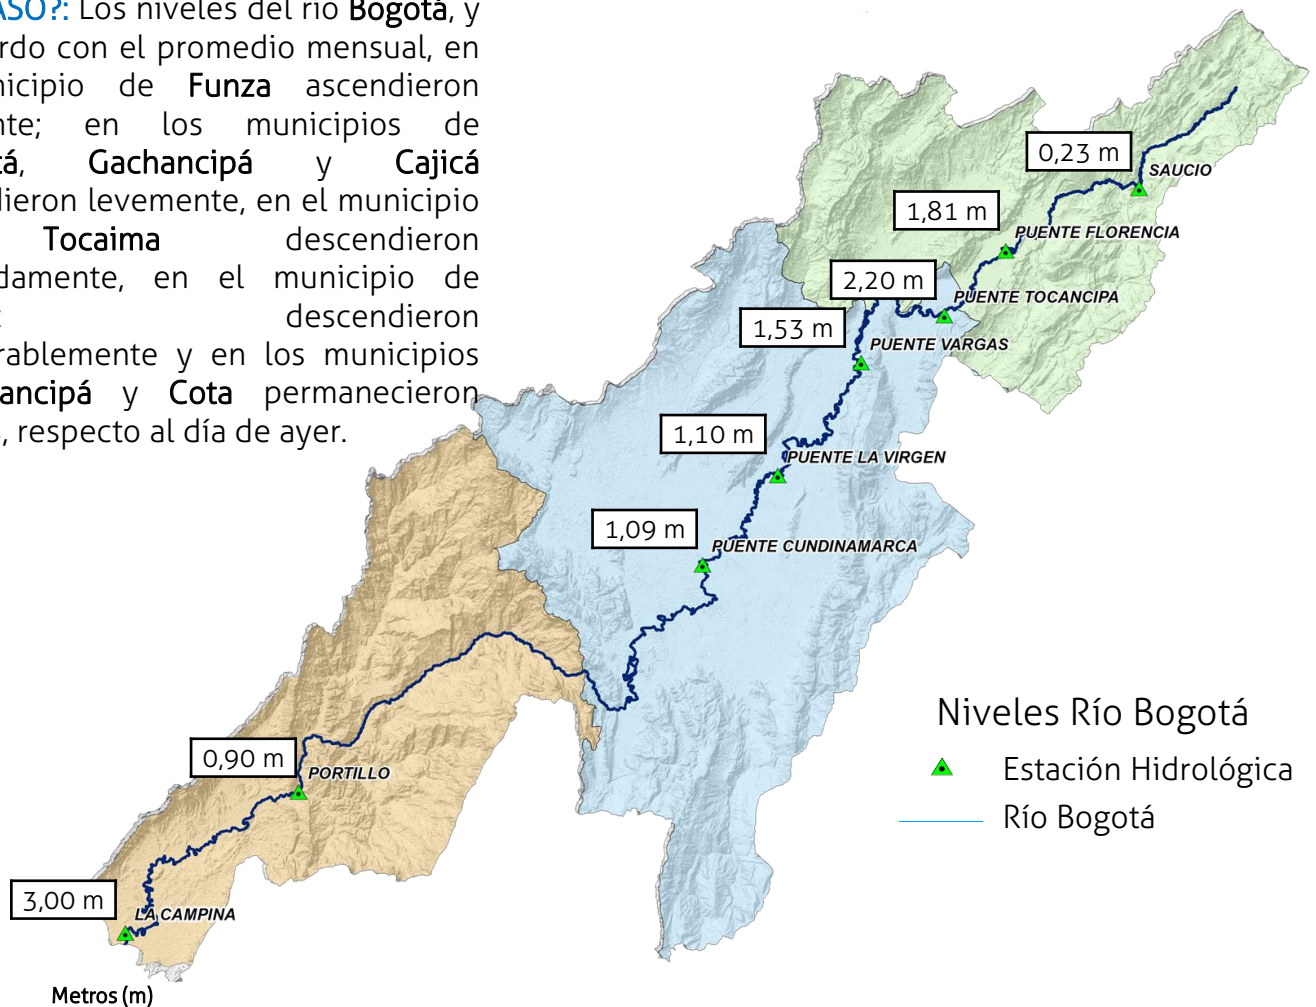 ASO?: Los niveles del río Bogotá, y
rdo con el promedio mensual, en
nicipio de Funza ascendieron
nte; en los municipios de
tá, Gachancipá y Cajicá
dieron levemente, en el municipio
Tocaima descendieron
damente, en el municipio de
descendieron
rablemente y en los municipios
ancipá y Cota permanecieron
, respecto al día de ayer.
0,23 m
SAUCIO
1,81 m
PUENTE FLORENCIA
2,20 m
PUENTE TOCANCIPA
1,53 m
PUENTE VARGAS
1,10 m
PUENTE LA VIRGEN
1,09 m
PUENTE CUNDINAMARCA
0,90 m
PORTILLO
3,00 m
LA CAMPINA
Metros (m)
Niveles Río Bogotá
Estación Hidrológica
Río Bogotá